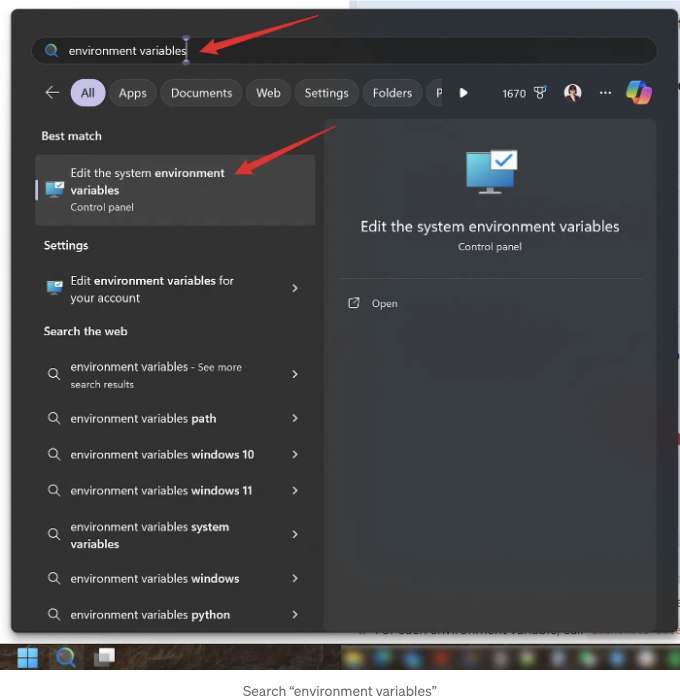 environment variables
All
Apps
Documents
Web
Settings
Folders
P
1670
Best match
Edit the system environment
variables
Control panel
Settings
Edit environment variables for
your account
Search the web
environment variables - See more
search results
environment variables path
environment variables windows 10
environment variables windows 11
environment variables system
variables
environment variables windows
environment variables python
Edit the system environment variables
Control panel
Open
Search “environment variables”